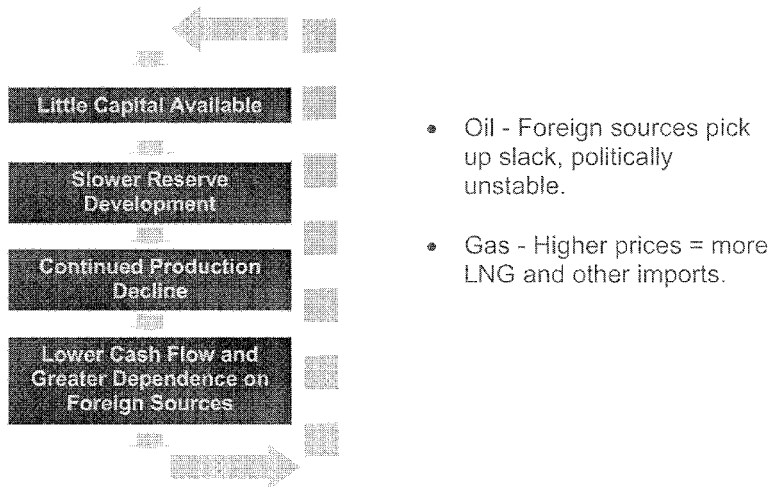 Little Capital Available
Slower Reserve
Development
Continued Production
Decline
Lower Cash Flow and
Greater Dependence on
Foreign Sources
• Oil - Foreign sources pick
up slack, politically
unstable.
• Gas - Higher prices = more
LNG and other imports.